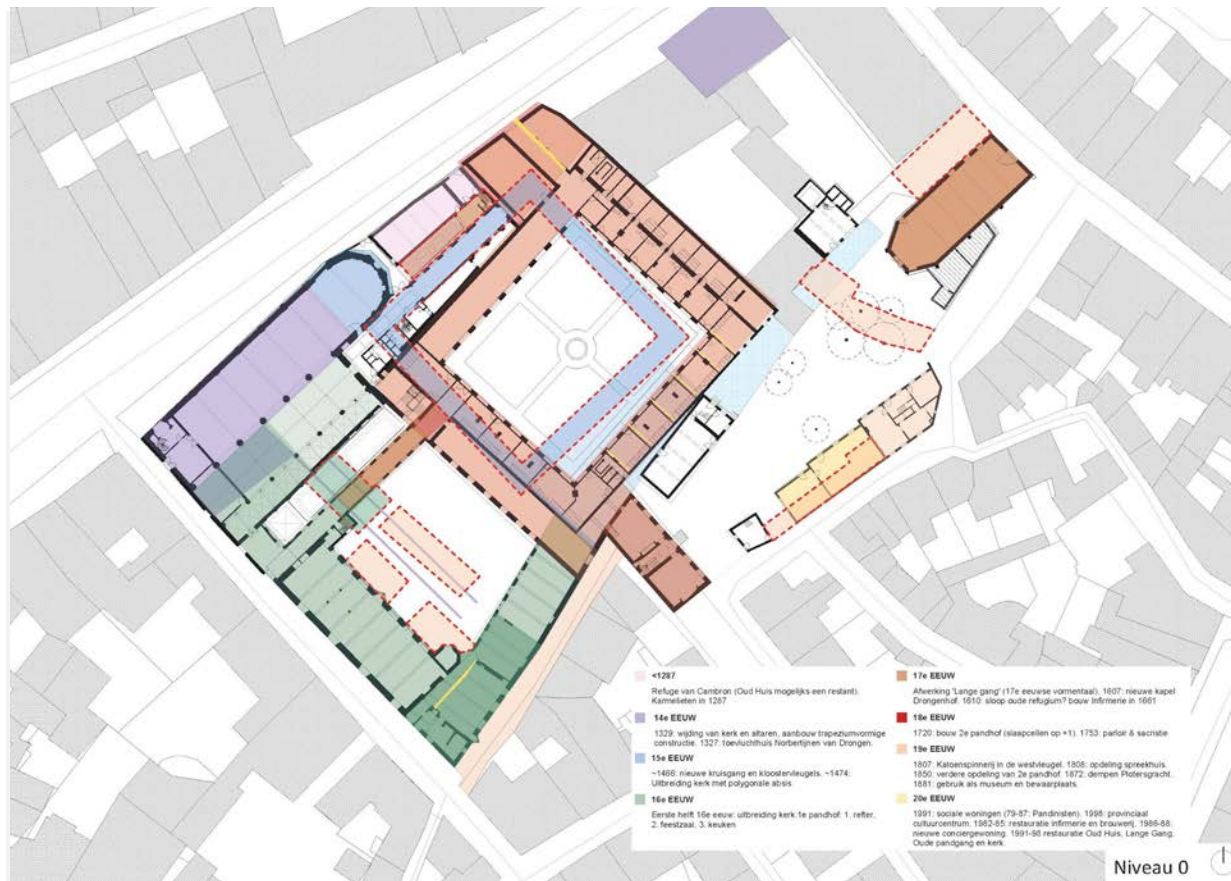 <1287
Refuge van Cambron (Oud Huis mogelijks een restant).
Karmelieten in 1287
14e EEUW
1329: wijding van kerk en altaren, aanbouw trapeziumvormige
constructie. 1327: toevluchthuis Norbertijnen van Drongen.
15e EEUW
~1466: nieuwe kruisgang en kloostervleugels. ~1474:
Uitbreiding kerk met polygonale absis.
16e EEUW
Eerste helft 16e eeuw: uitbreiding kerk. 1e pandhof: 1. refter,
2. feestzaal, 3. keuken
17e EEUW
Afwerking 'Lange gang' (17e eeuwse vormentaal). 1607: nieuwe kapel
Drongenhof. 1610: sloop oude refugium? bouw Infirmerie in 1661
18e EEUW
1720: bouw 2e pandhof (slaapcellen op +1). 1753: parloir & sacristie
19e EEUW
1807: Katoenspinnerij in de westvleugel. 1808: opdeling spreekhuis.
1850: verdere opdeling van 2e pandhof. 1872: dempen Plotersgracht.
1881: gebruik als museum en bewaarplaats.
20e EEUW
1991: sociale woningen (79-87: Pandinisten). 1996: provinciaal
cultuurcentrum. 1982-85: restauratie infirmerie en brouwerij. 1986-88:
nieuwe conciergewoning. 1991-98 restauratie Oud Huis, Lange Gang,
Oude pandgang en kerk.
Niveau 0